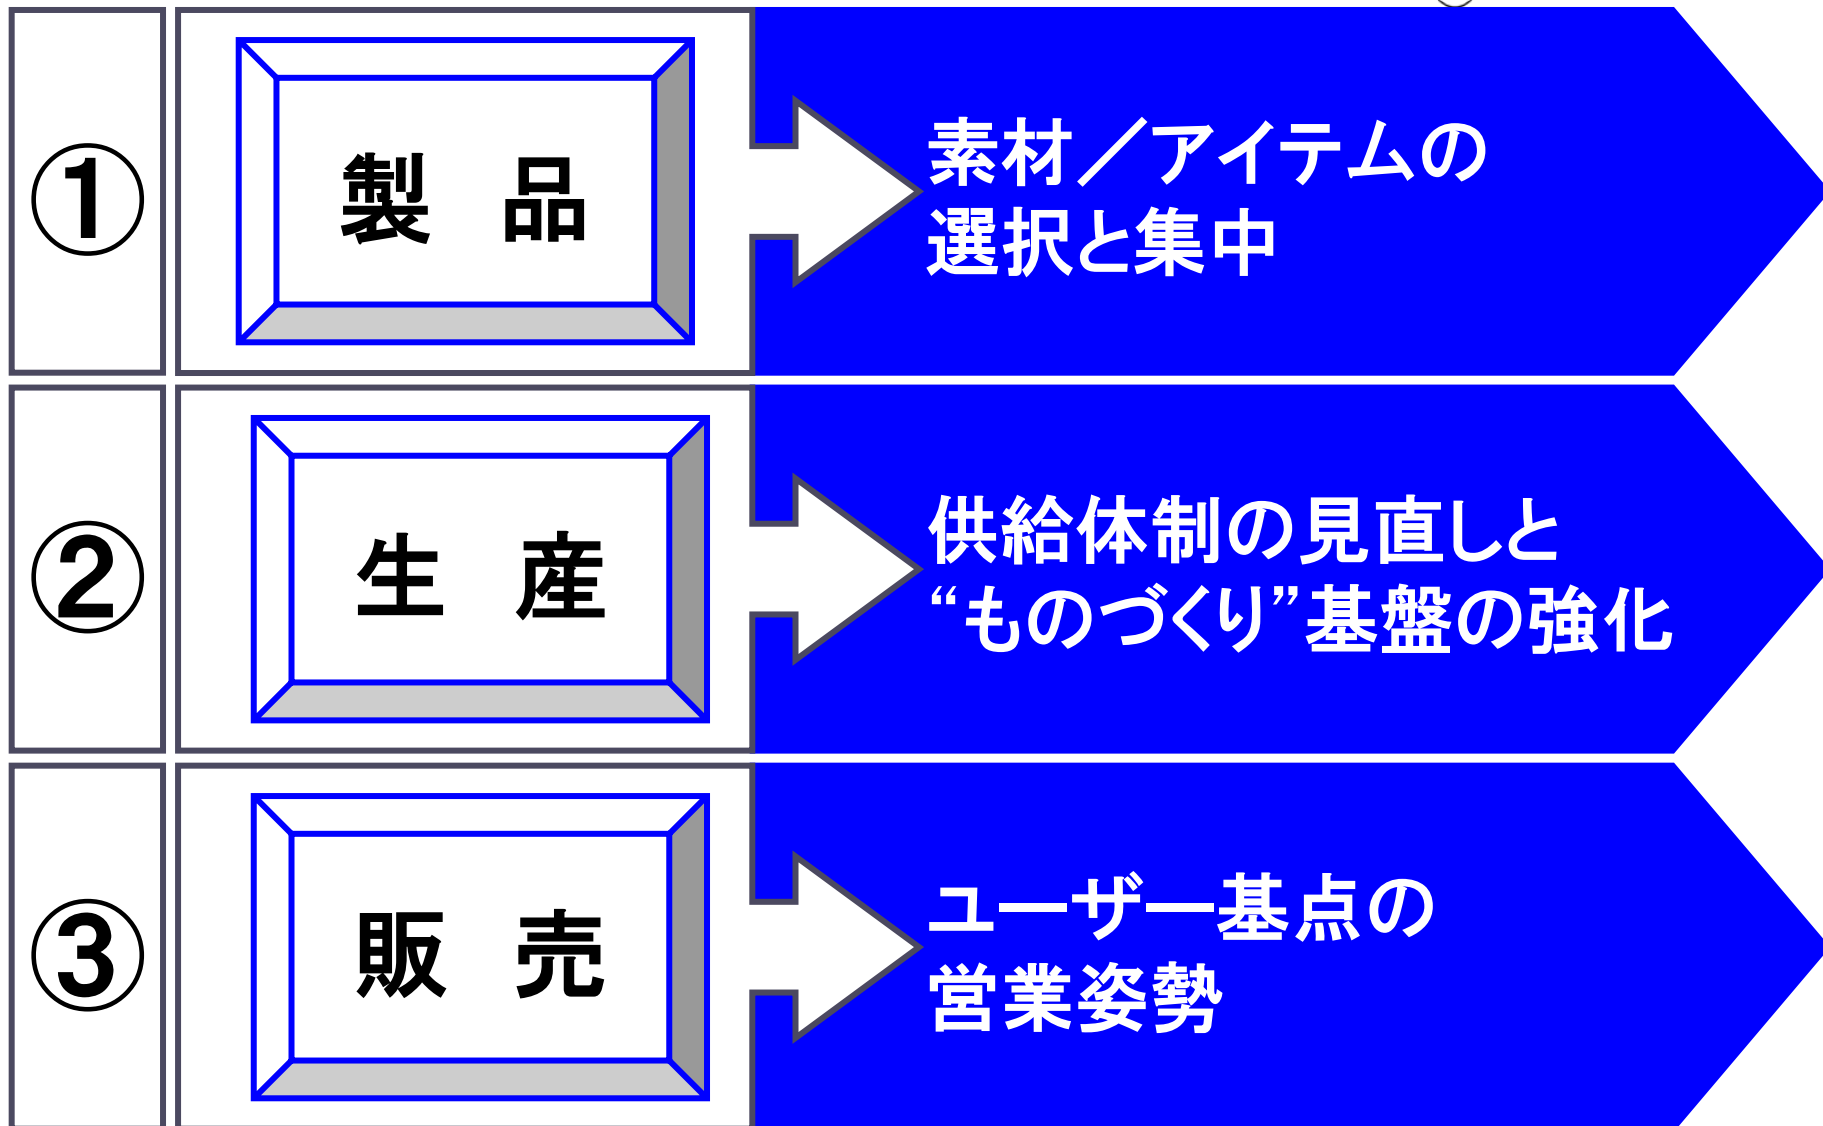 ①
製 品
素材／アイテムの
選択と集中
②
生 産
供給体制の見直しと
“ものづくり”基盤の強化
③
販 売
ユーザー基点の
営業姿勢